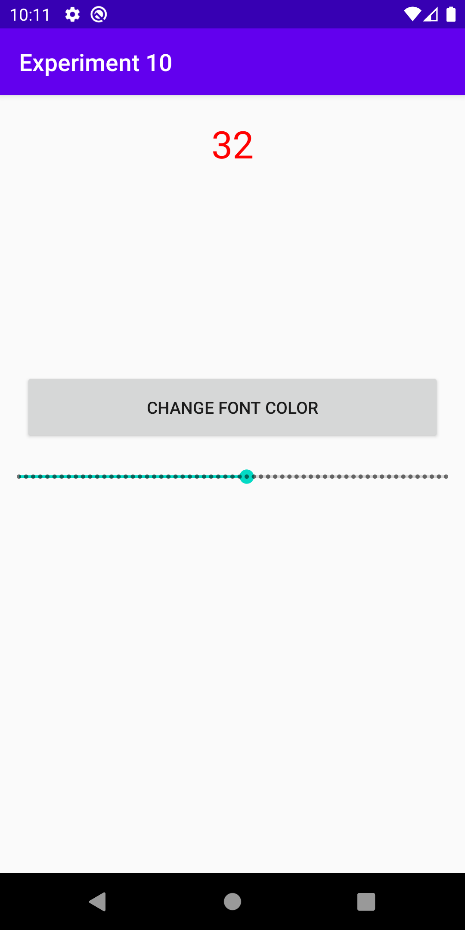 10:11
Experiment 10
32
CHANGE FONT COLOR